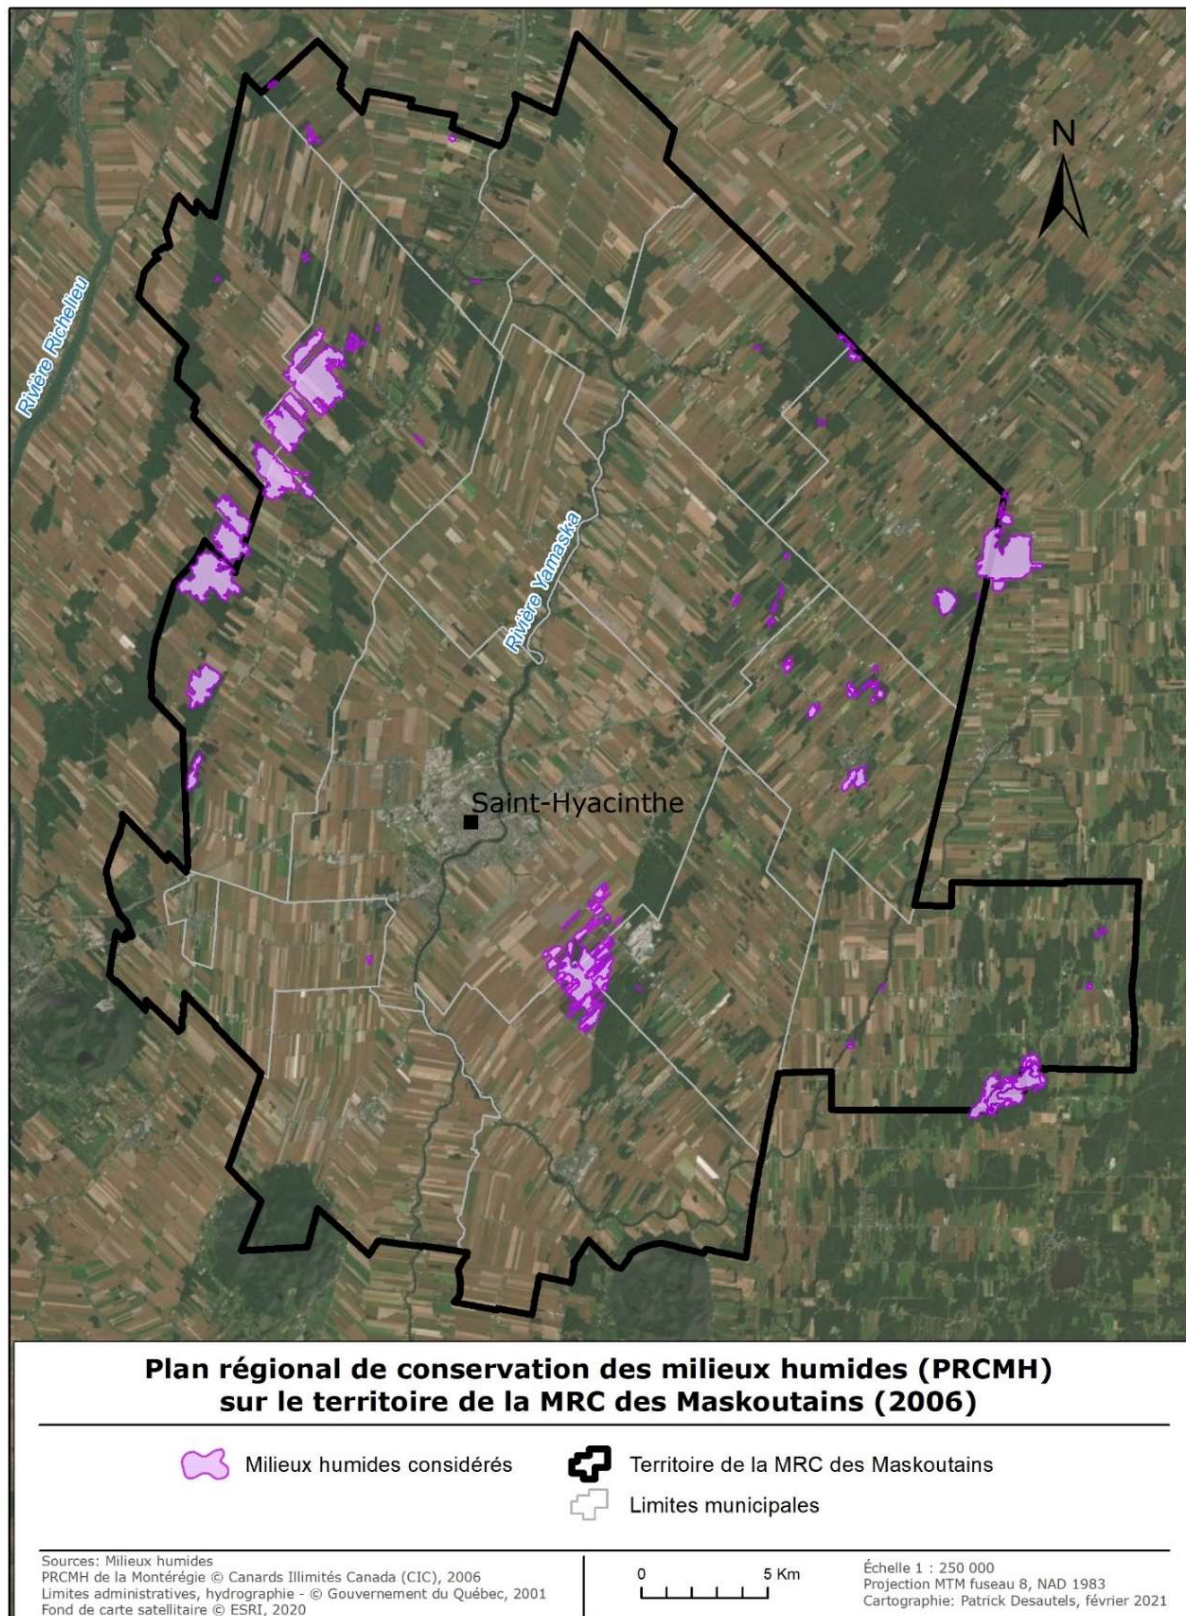 N
Rivière Richelieu
Rivière Yamaska
Saint-Hyacinthe
Plan régional de conservation des milieux humides (PRCMH)
sur le territoire de la MRC des Maskoutains (2006)
Milieux humides considérés
Territoire de la MRC des Maskoutains
Limites municipales
Sources: Milieux humides
PRCMH de la Montérégie © Canards Illimités Canada (CIC), 2006
Limites administratives, hydrographie - © Gouvernement du Québec, 2001
Fond de carte satellitaire © ESRI, 2020
0 5 Km
Échelle 1 : 250 000
Projection MTM fuseau 8, NAD 1983
Cartographie: Patrick Desautels, février 2021